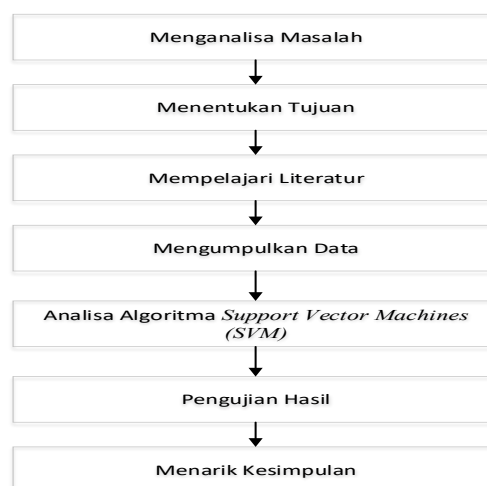 Menganalisa Masalah
Menentukan Tujuan
Mempelajari Literatur
Mengumpulkan Data
Analisa Algoritma Support Vector Machines
(SVM)
Pengujian Hasil
Menarik Kesimpulan